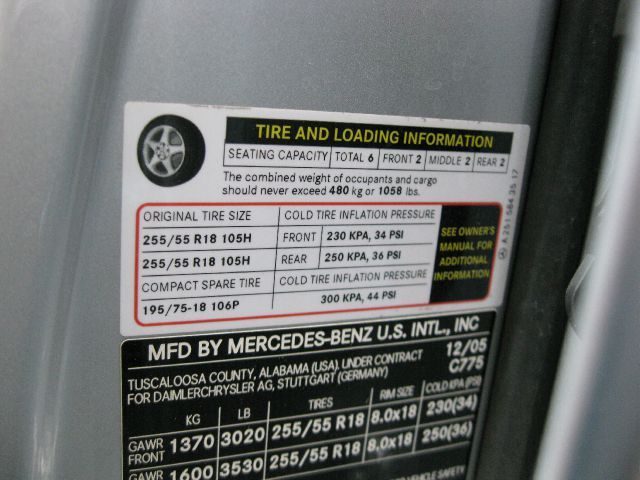 TIRE AND LOADING INFORMATION
SEATING CAPACITY TOTAL 6 FRONT 2 MIDDLE 2 REAR 2
The combined weight of occupants and cargo
should never exceed 480 kg or 1058 lbs.
ORIGINAL TIRE SIZE COLD TIRE INFLATION PRESSURE
255/55 R18 105H FRONT 230 KPA, 34 PSI
255/55 R18 105H REAR 250 KPA, 36 PSI
COMPACT SPARE TIRE COLD TIRE INFLATION PRESSURE
195/75-18 106P 300 KPA, 44 PSI
SEE OWNER'S
MANUAL FOR
ADDITIONAL
INFORMATION
A 251 584 35 17
MFD BY MERCEDES-BENZ U.S. INTL., INC
TUSCALOOSA COUNTY, ALABAMA (USA). UNDER CONTRACT 12/05
FOR DAIMLERCHRYSLER AG, STUTTGART (GERMANY) C775
KG LB TIRES RIM SIZE COLD KPA (PSI)
GAWR
FRONT 1370 3020 255/55 R18 8.0x18 230(34)
GAWR 1600 3530 255/55 R18 8.0x18 250(36)
VEHICLE SAFETY